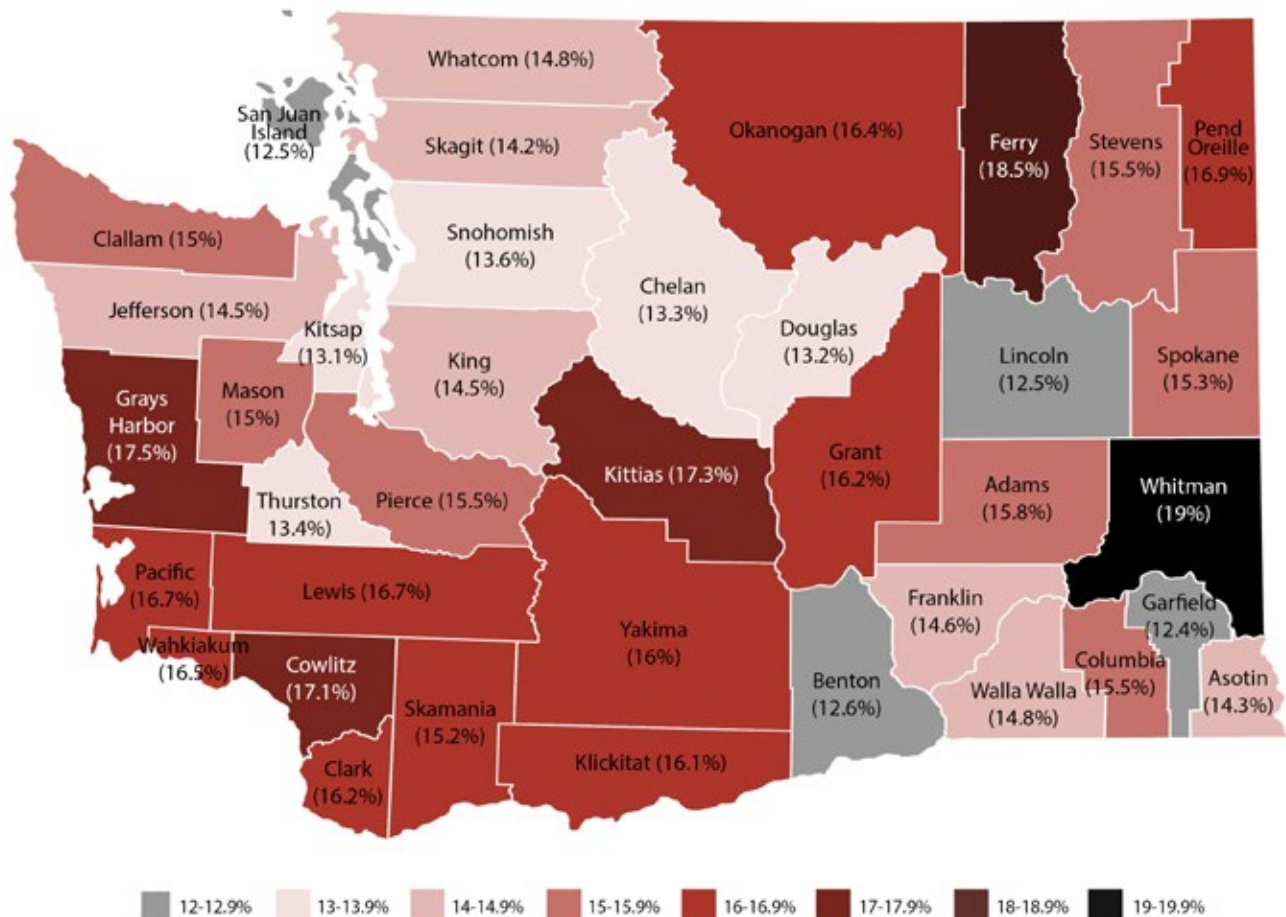 Whatcom (14.8%)
San Juan
Island
(12.5%)
Skagit (14.2%)
Okanogan (16.4%)
Ferry
(18.5%)
Stevens
(15.5%)
Pend
Oreille
(16.9%)
Clallam (15%)
Snohomish
(13.6%)
Chelan
(13.3%)
Jefferson (14.5%)
Kitsap
(13.1%)
Douglas
(13.2%)
King
(14.5%)
Lincoln
(12.5%)
Spokane
(15.3%)
Mason
(15%)
Grays
Harbor
(17.5%)
Kittias (17.3%)
Grant
(16.2%)
Thurston
13.4%)
Pierce (15.5%)
Adams
(15.8%)
Whitman
(19%)
Pacific
(16.7%)
Lewis (16.7%)
Franklin
(14.6%)
Garfield
(12.4%)
Yakima
(16%)
Wahkiakum
(16.5%)
Cowlitz
(17.1%)
Columbia
(15.5%)
Benton
(12.6%)
Walla Walla
(14.8%)
Asotin
(14.3%)
Skamania
(15.2%)
Clark
(16.2%)
Klickitat (16.1%)
12-12.9%
13-13.9%
14-14.9%
15-15.9%
16-16.9%
17-17.9%
18-18.9%
19-19.9%